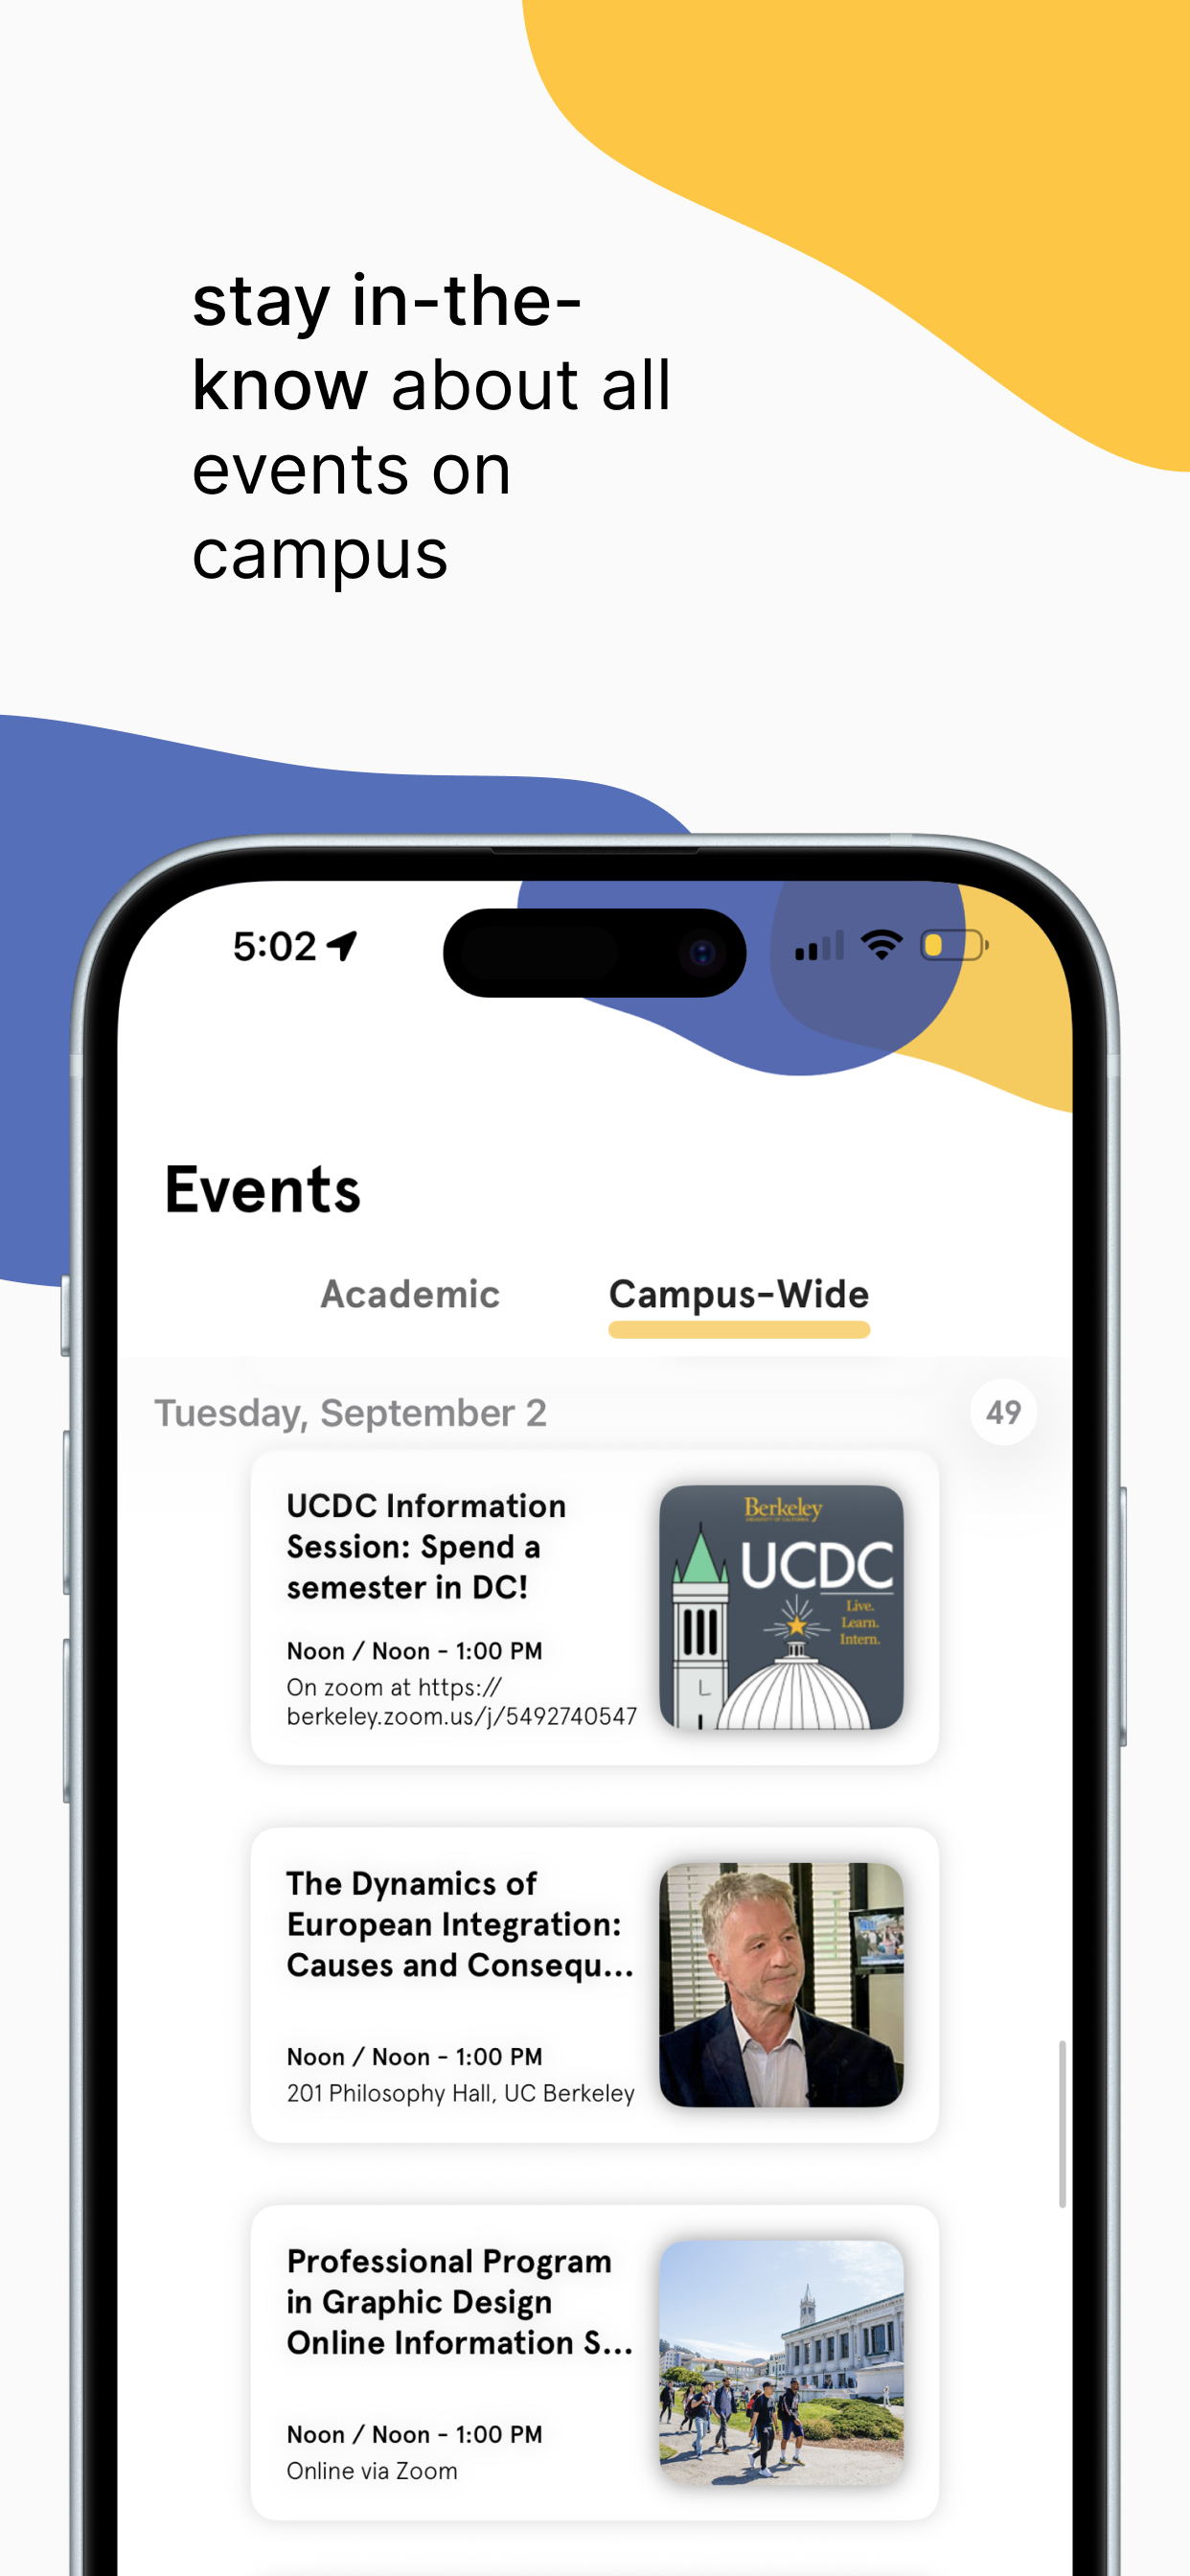 stay in-the-
know about all
events on
campus
5:02
Events
Academic
Campus-Wide
Tuesday, September 2
49
UCDC Information
Session: Spend a
semester in DC!
Noon / Noon - 1:00 PM
On zoom at https://
berkeley.zoom.us/j/5492740547
Berkeley
UNIVERSITY OF CALIFORNIA
UCDC
Live.
Learn.
Intern.
The Dynamics of
European Integration:
Causes and Consequ...
Noon / Noon - 1:00 PM
201 Philosophy Hall, UC Berkeley
Professional Program
in Graphic Design
Online Information S...
Noon / Noon - 1:00 PM
Online via Zoom